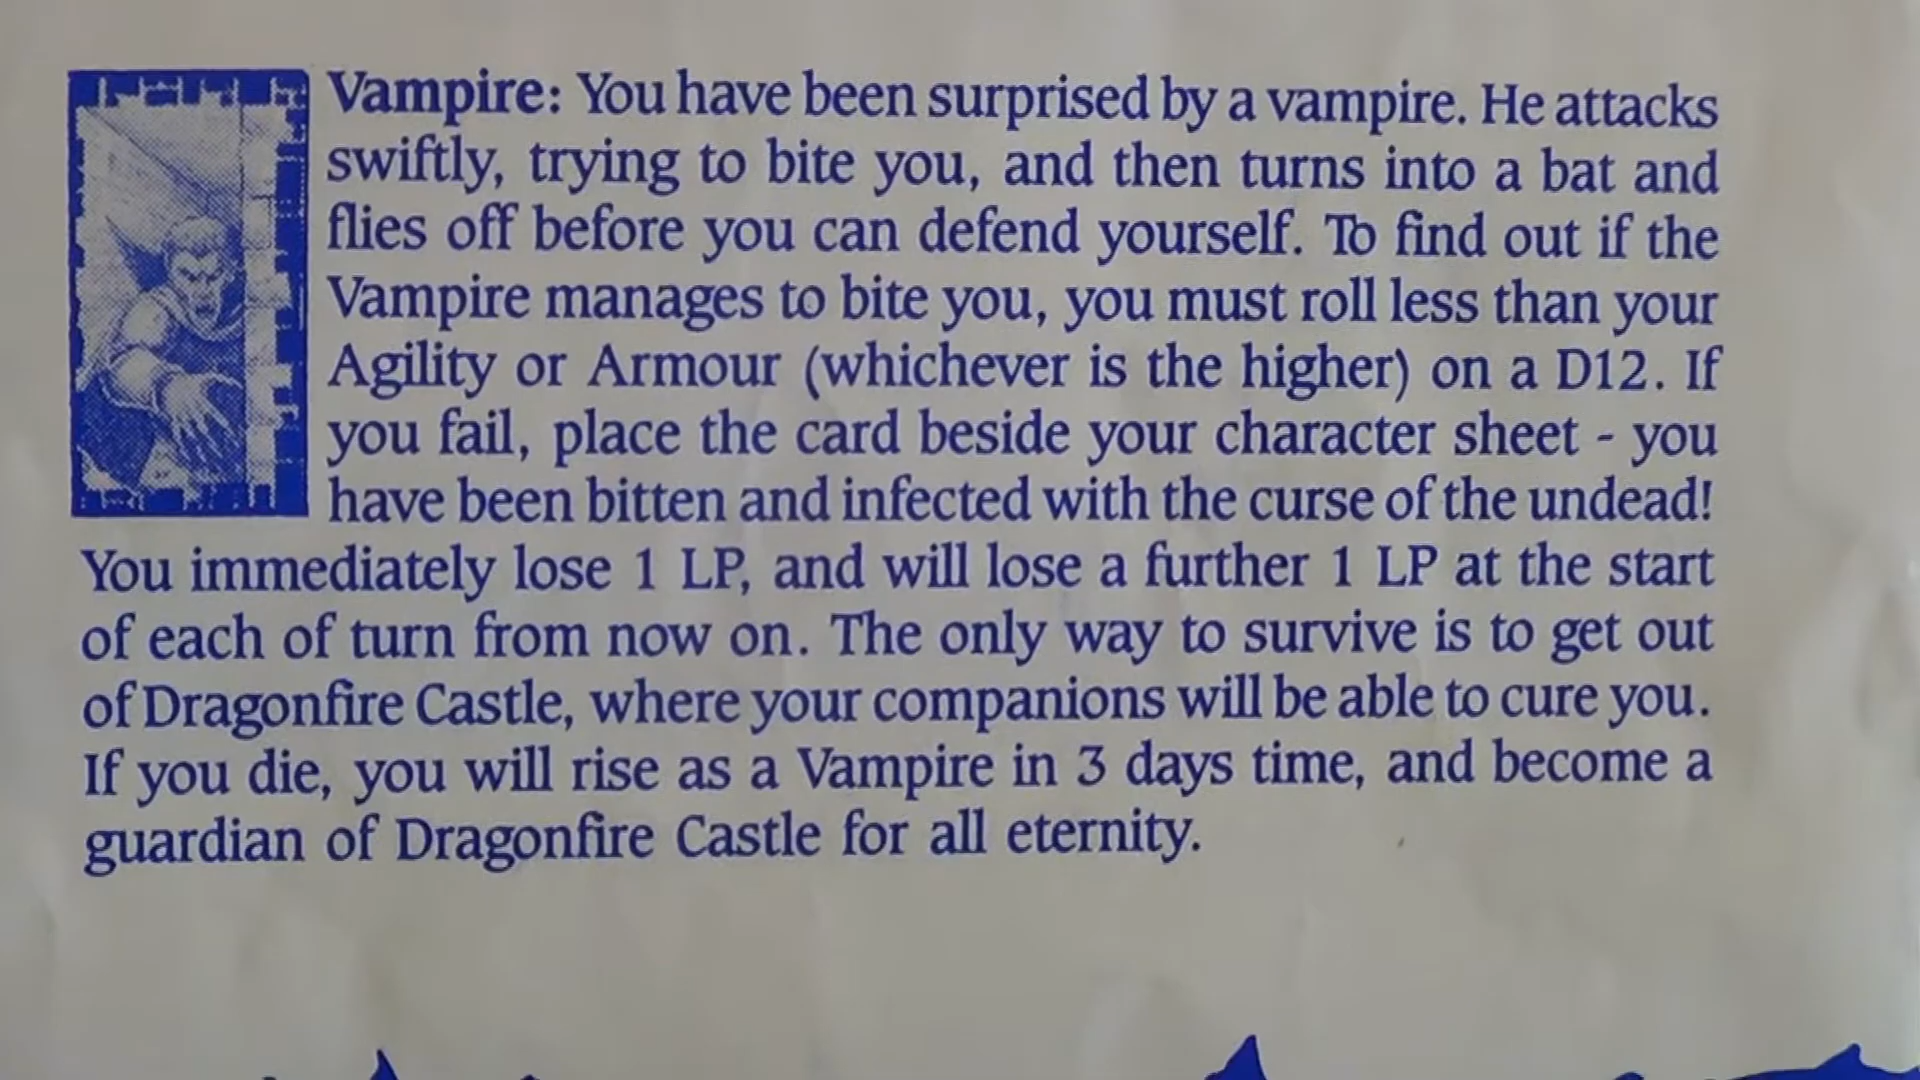 Vampire: You have been surprised by a vampire. He attacks
swiftly, trying to bite you, and then turns into a bat and
flies off before you can defend yourself. To find out if the
Vampire manages to bite you, you must roll less than your
Agility or Armour (whichever is the higher) on a D12. If
you fail, place the card beside your character sheet - you
have been bitten and infected with the curse of the undead!
You immediately lose 1 LP, and will lose a further 1 LP at the start
of each of turn from now on. The only way to survive is to get out
of Dragonfire Castle, where your companions will be able to cure you.
If you die, you will rise as a Vampire in 3 days time, and become a
guardian of Dragonfire Castle for all eternity.